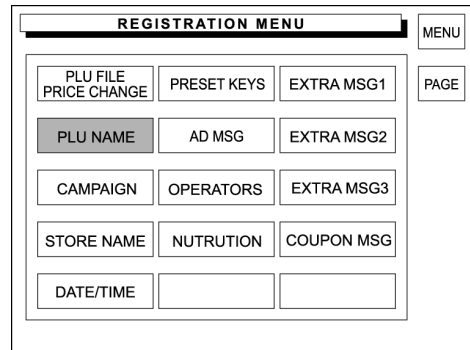 REGISTRATION MENU
MENU
PLU FILE
PRICE CHANGE
PRESET KEYS
EXTRA MSG1
PAGE
PLU NAME
AD MSG
EXTRA MSG2
CAMPAIGN
OPERATORS
EXTRA MSG3
STORE NAME
NUTRUTION
COUPON MSG
DATE/TIME